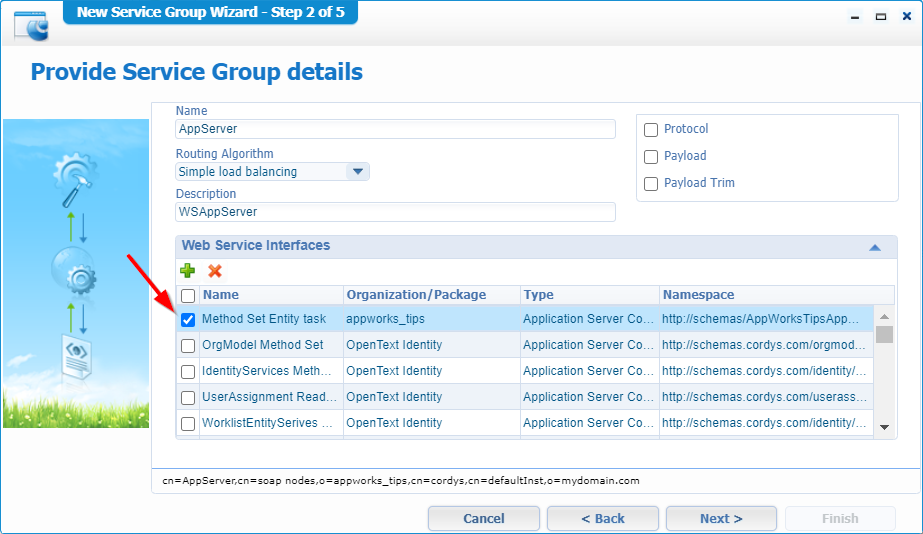 New Service Group Wizard - Step 2 of 5
Provide Service Group details
Name
AppServer
Routing Algorithm
Simple load balancing
Description
WSAppServer
Protocol
Payload
Payload Trim
Web Service Interfaces
Name Organization/Package Type Namespace
Method Set Entity task appworks_tips Application Server Co... http://schemas/AppWorksTipsApp...
OrgModel Method Set OpenText Identity Application Server Co... http://schemas.cordys.com/orgmod...
IdentityServices Meth... OpenText Identity Application Server Co... http://schemas.cordys.com/identity/...
UserAssignment Read... OpenText Identity Application Server Co... http://schemas.cordys.com/userass...
WorklistEntitySerives ... OpenText Identity Application Server Co... http://schemas.cordys.com/identity/...
cn=AppServer,cn=soap nodes,o=appworks_tips,cn=cordys,cn=defaultInst,o=mydomain.com
Cancel < Back Next > Finish